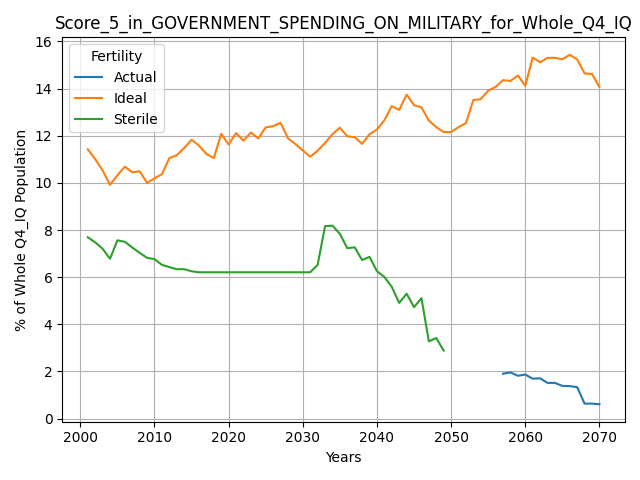 Score_5_in_GOVERNMENT_SPENDING_ON_MILITARY_for_Whole_Q4_IQ
Fertility
Actual
Ideal
Sterile
% of Whole Q4_IQ Population
16
14
12
10
8
6
4
2
0
2000 2010 2020 2030 2040 2050 2060 2070
Years